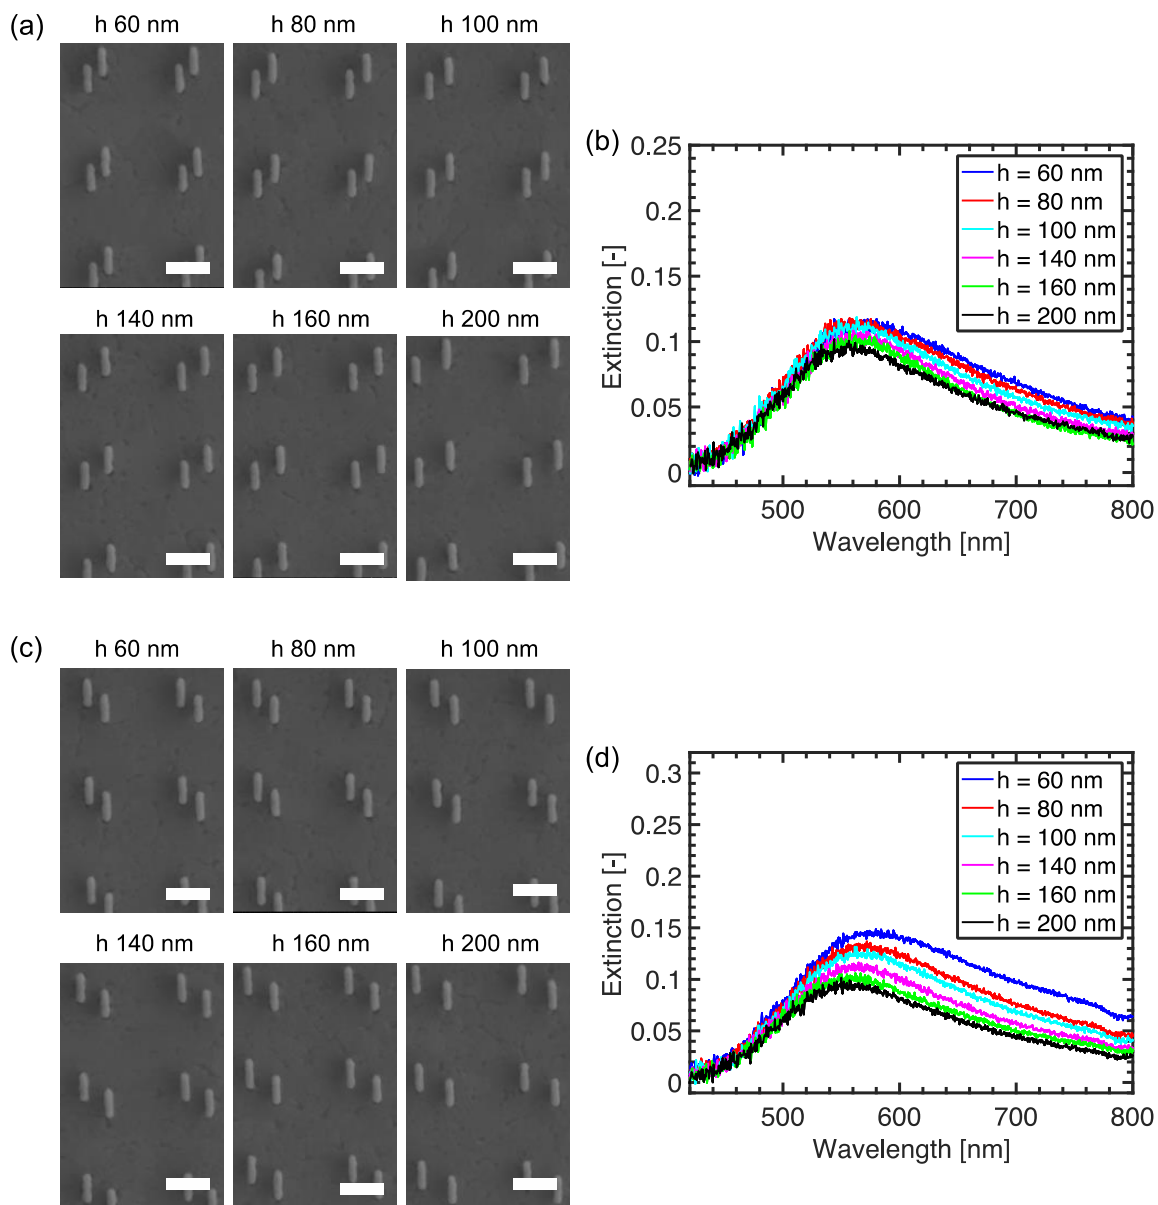 (a)
h 60 nm
h 80 nm
h 100 nm
h 140 nm
h 160 nm
h 200 nm
(b)
0.25
0.2
0.15
0.1
0.05
0
Extinction [-]
500
600
700
800
Wavelength [nm]
h = 60 nm
h = 80 nm
h = 100 nm
h = 140 nm
h = 160 nm
h = 200 nm
(c)
h 60 nm
h 80 nm
h 100 nm
h 140 nm
h 160 nm
h 200 nm
(d)
0.3
0.25
0.2
0.15
0.1
0.05
0
Extinction [-]
500
600
700
800
Wavelength [nm]
h = 60 nm
h = 80 nm
h = 100 nm
h = 140 nm
h = 160 nm
h = 200 nm